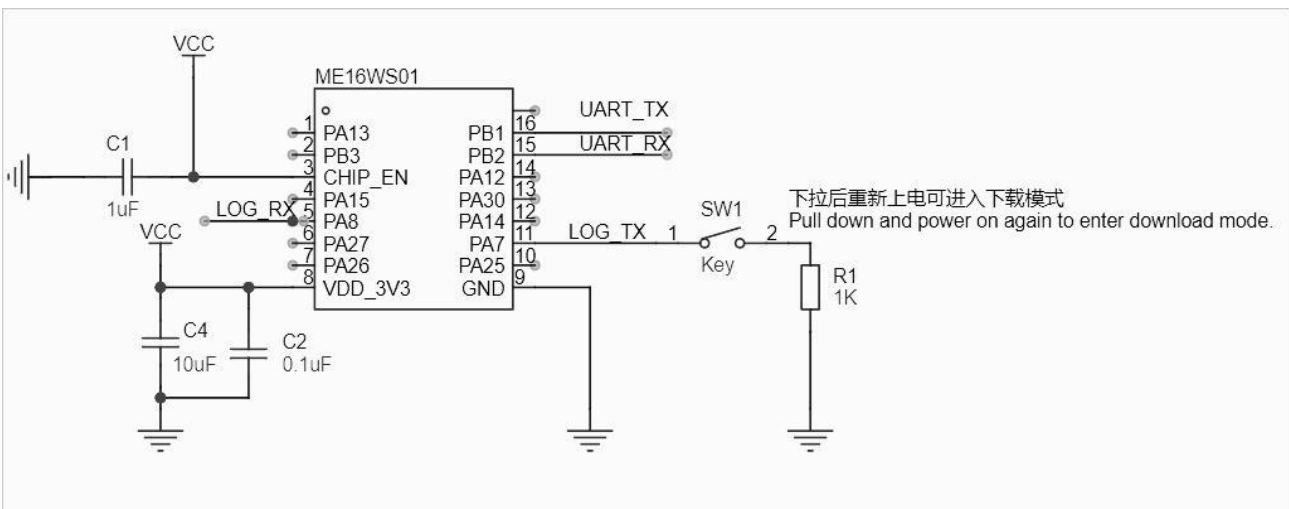 VCC
ME16WS01
C1
1uF
1 PA13
2 PB3
3 CHIP_EN
4 PA15
LOG_RX 5 PA8
6 PA27
7 PA26
8 VDD_3V3
UART_TX
16 PB1
UART_RX
15 PB2
14 PA12
13 PA30
12 PA14
11 PA7
10 PA25
9 GND
LOG_TX 1 2
SW1
Key
下拉后重新上电可进入下载模式
Pull down and power on again to enter download mode.
R1
1K
VCC
C4
10uF
C2
0.1uF